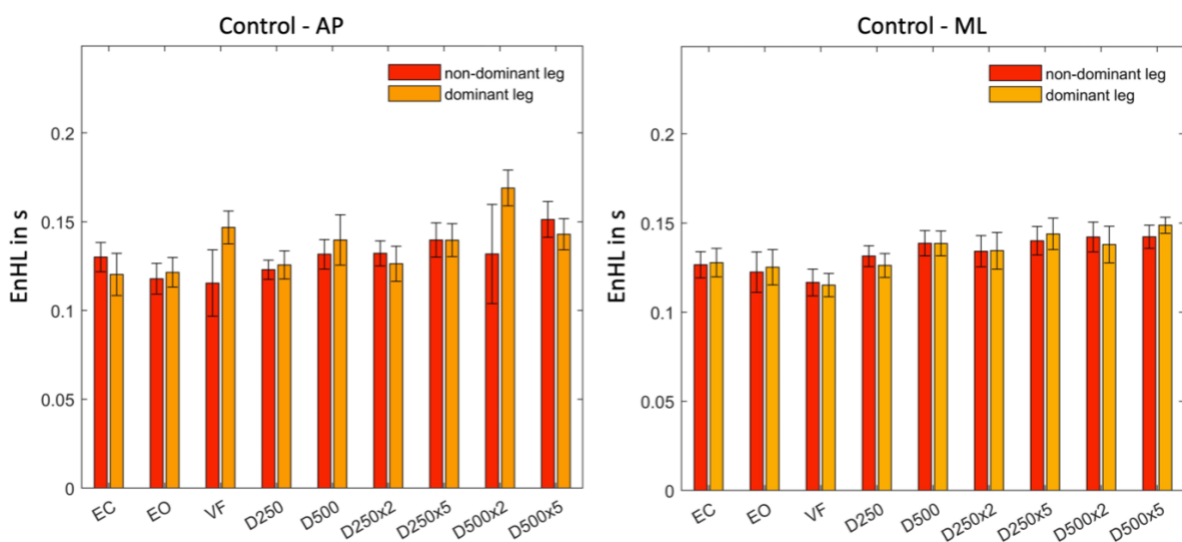 Control - AP
non-dominant leg
dominant leg
EnHL in s
0.2
0.15
0.1
0.05
0
EC
EO
VF
D250
D500
D250x2
D250x5
D500x2
D500x5
Control - ML
non-dominant leg
dominant leg
EnHL in s
0.2
0.15
0.1
0.05
0
EC
EO
VF
D250
D500
D250x2
D250x5
D500x2
D500x5